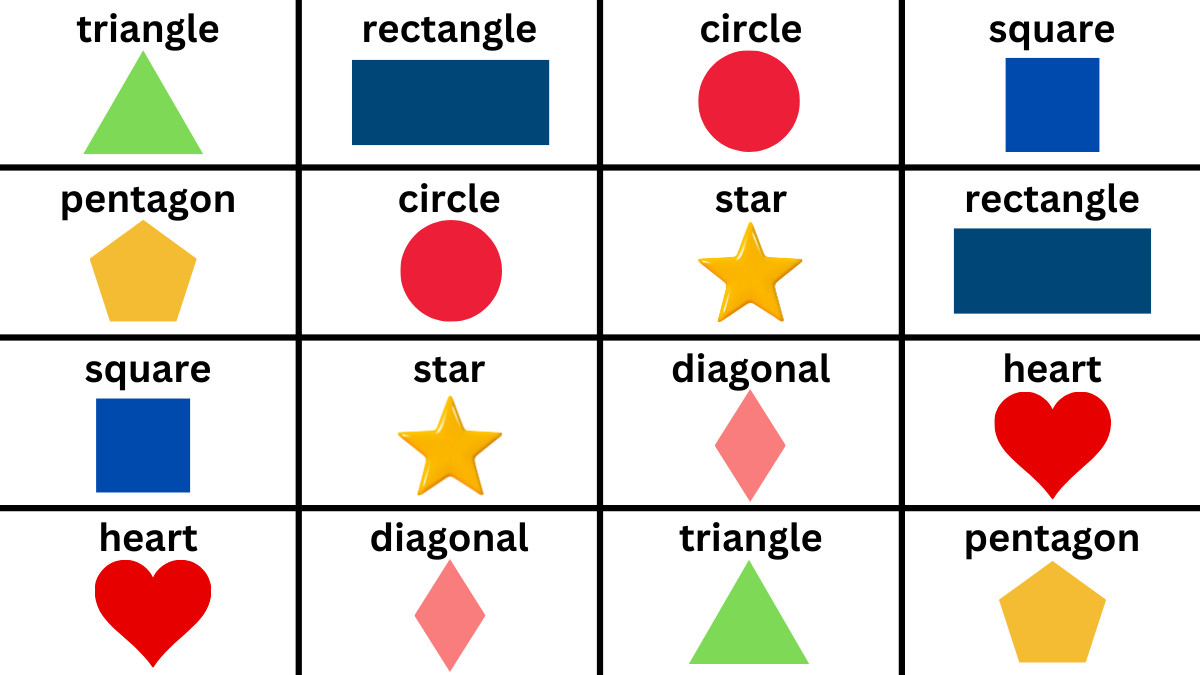 triangle
rectangle
circle
square
pentagon
circle
star
rectangle
square
star
diagonal
heart
heart
diagonal
triangle
pentagon